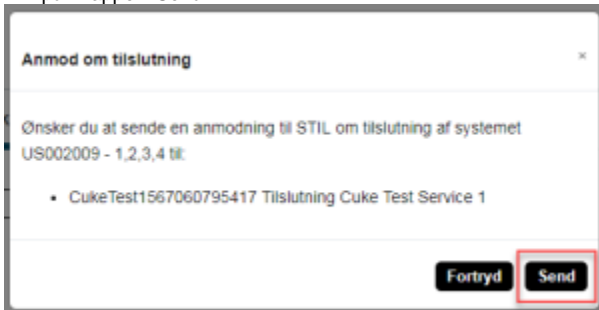 Anmod om tilslutning ×
Ønsker du at sende en anmodning til STIL om tilslutning af systemet
US002009 - 1,2,3,4 til:
• CukeTest1567060795417 Tilslutning Cuke Test Service 1
Fortryd Send